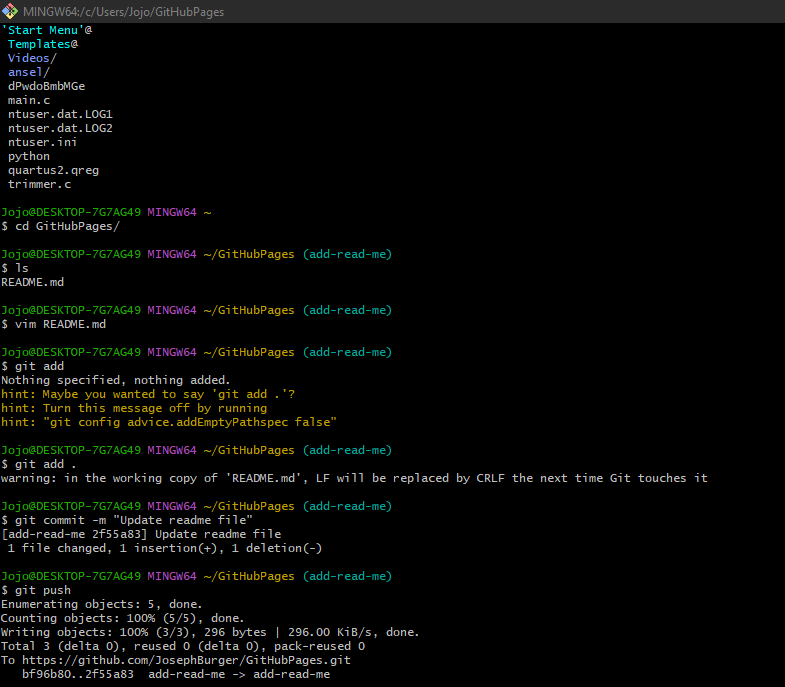 MINGW64:/c/Users/Jojo/GitHubPages
'Start Menu'@
Templates@
Videos/
ansel/
dPwdoBmbMGe
main.c
ntuser.dat.LOG1
ntuser.dat.LOG2
ntuser.ini
python
quartus2.qreg
trimmer.c
Jojo@DESKTOP-7G7AG49 MINGW64 ~
$ cd GitHubPages/
Jojo@DESKTOP-7G7AG49 MINGW64 ~/GitHubPages (add-read-me)
$ ls
README.md
Jojo@DESKTOP-7G7AG49 MINGW64 ~/GitHubPages (add-read-me)
$ vim README.md
Jojo@DESKTOP-7G7AG49 MINGW64 ~/GitHubPages (add-read-me)
$ git add
Nothing specified, nothing added.
hint: Maybe you wanted to say 'git add .'?
hint: Turn this message off by running
hint: "git config advice.addEmptyPathspec false"
Jojo@DESKTOP-7G7AG49 MINGW64 ~/GitHubPages (add-read-me)
$ git add .
warning: in the working copy of 'README.md', LF will be replaced by CRLF the next time Git touches it
Jojo@DESKTOP-7G7AG49 MINGW64 ~/GitHubPages (add-read-me)
$ git commit -m "Update readme file"
[add-read-me 2f55a83] Update readme file
1 file changed, 1 insertion(+), 1 deletion(-)
Jojo@DESKTOP-7G7AG49 MINGW64 ~/GitHubPages (add-read-me)
$ git push
Enumerating objects: 5, done.
Counting objects: 100% (5/5), done.
Writing objects: 100% (3/3), 296 bytes | 296.00 KiB/s, done.
Total 3 (delta 0), reused 0 (delta 0), pack-reused 0
To https://github.com/JosephBurger/GitHubPages.git
bf96b80..2f55a83  add-read-me -> add-read-me